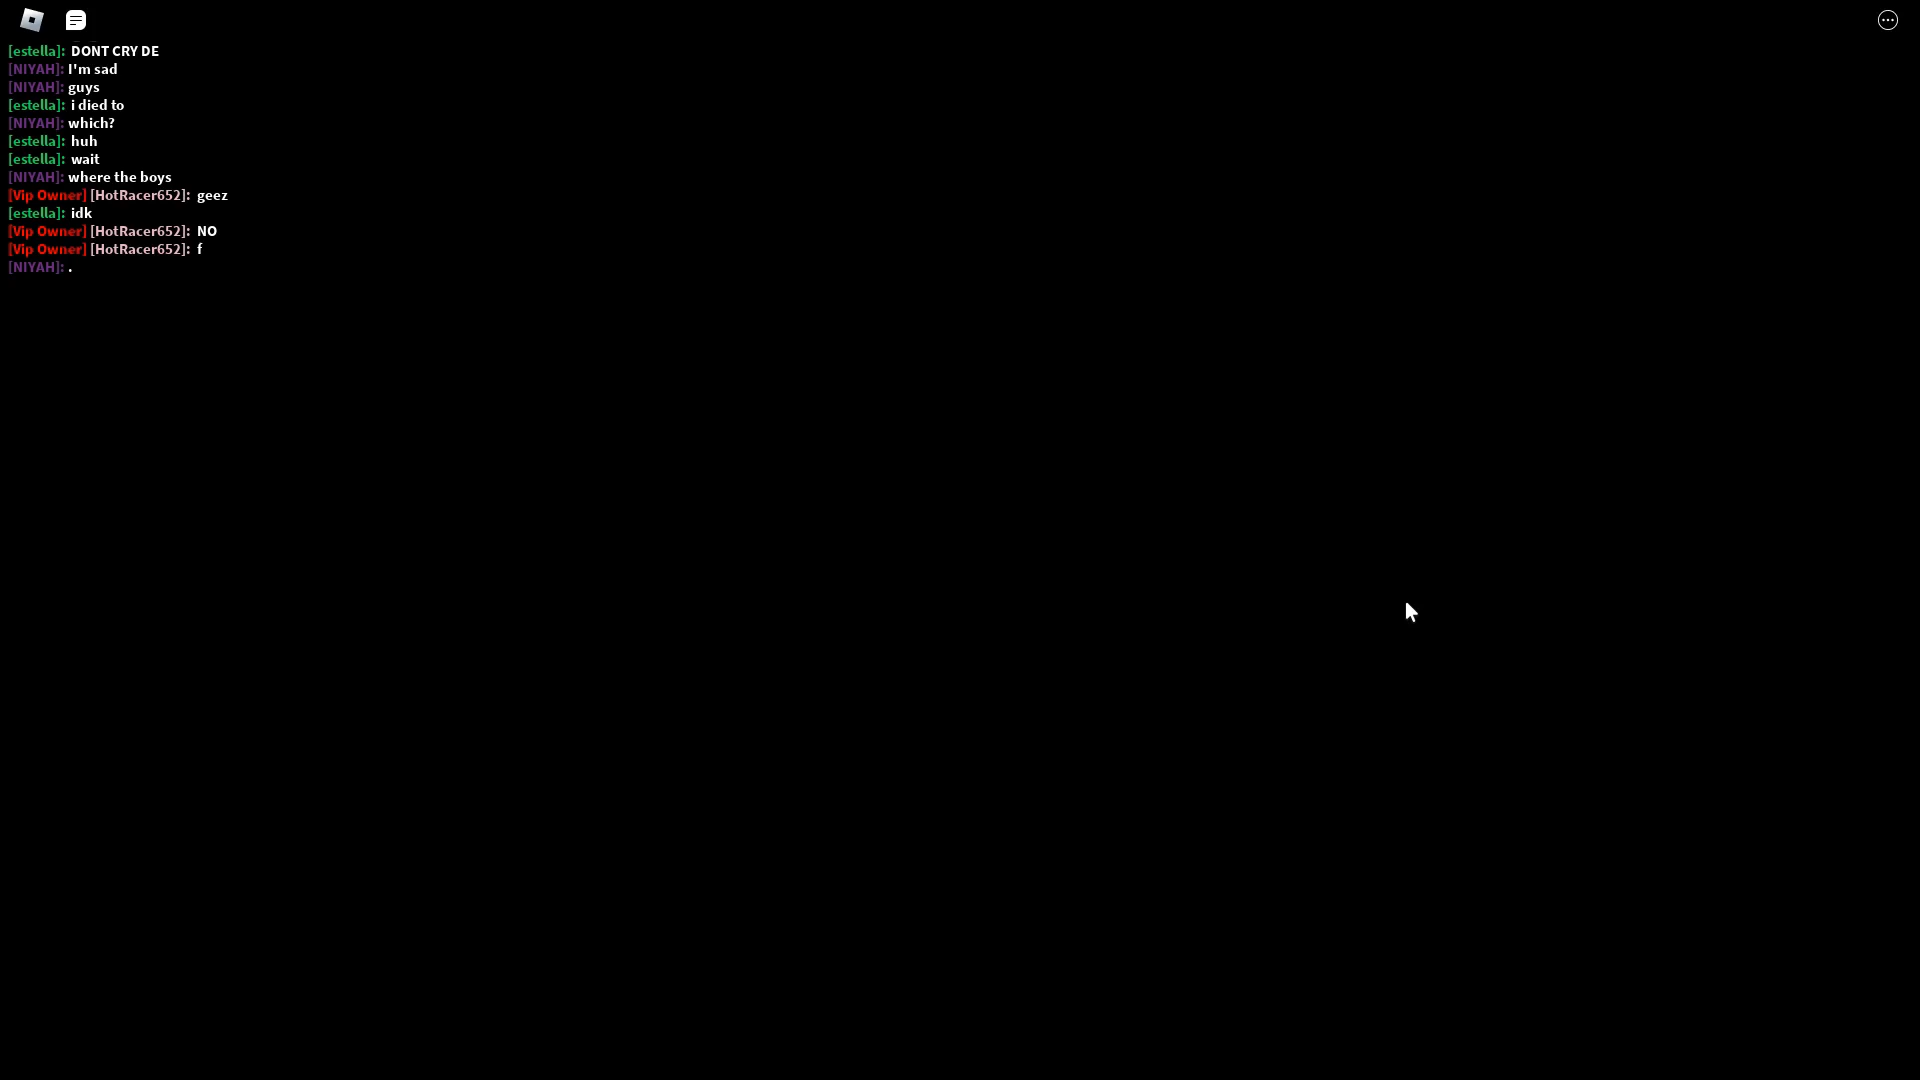 [estella]: DONT CRY DE
[NIYAH]: I'm sad
[NIYAH]: guys
[estella]: i died to
[NIYAH]: which?
[estella]: huh
[estella]: wait
[NIYAH]: where the boys
[Vip Owner] [HotRacer652]: geez
[estella]: idk
[Vip Owner] [HotRacer652]: NO
[Vip Owner] [HotRacer652]: f
[NIYAH]: .